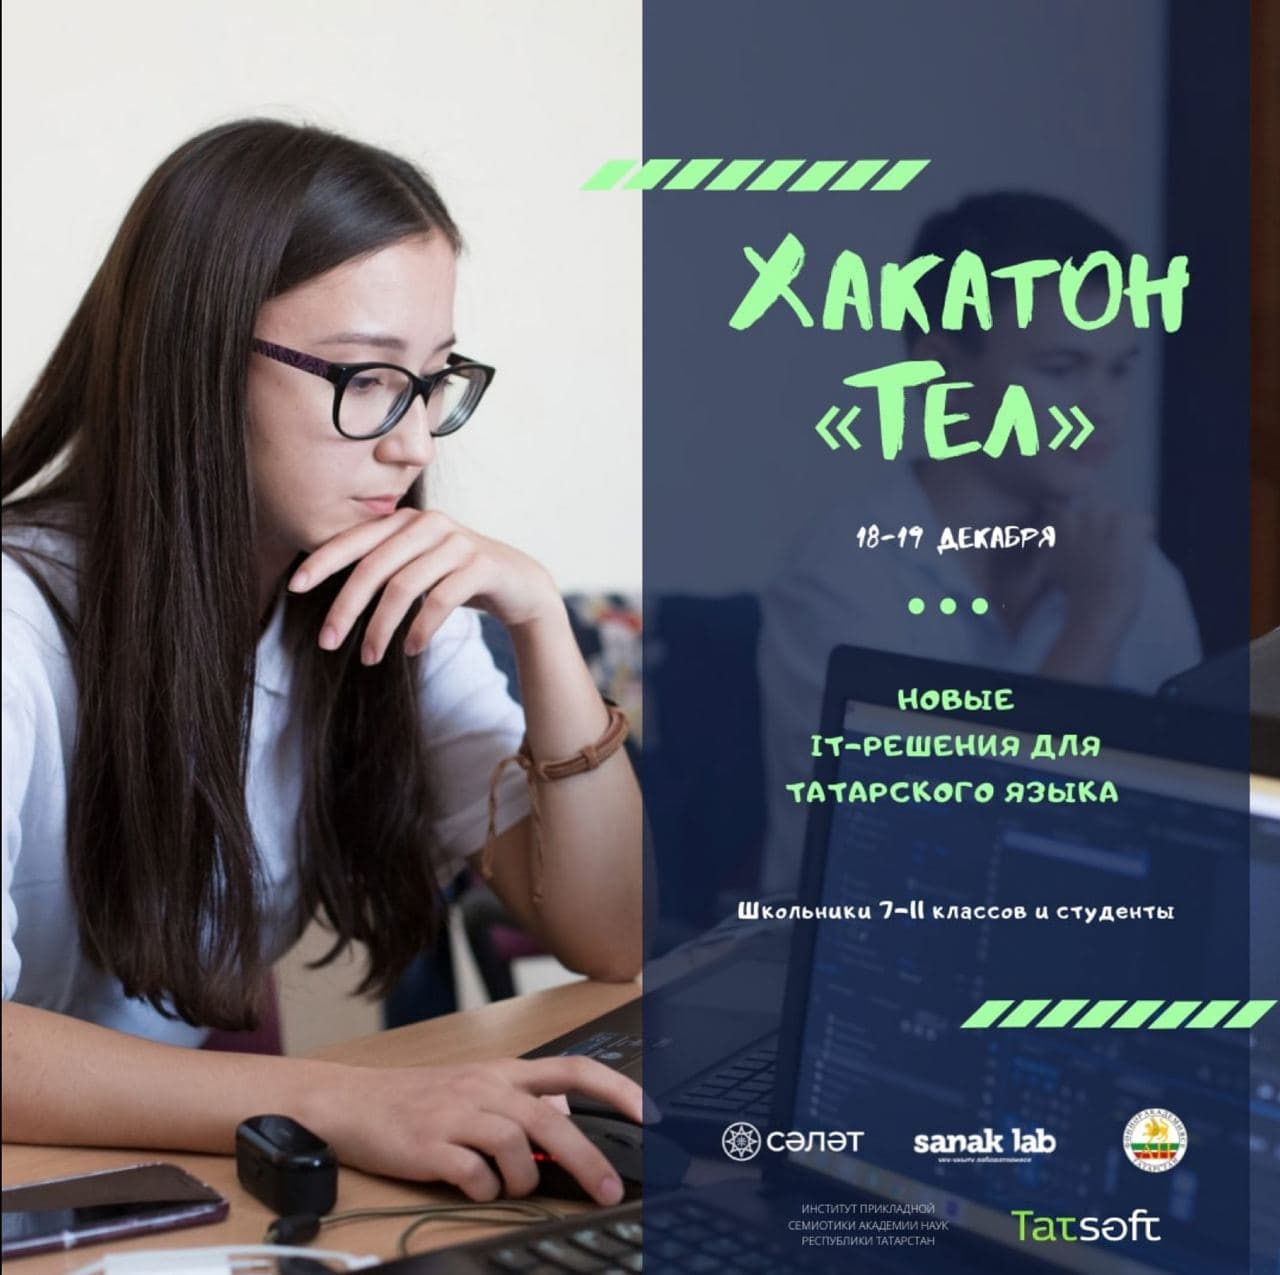 Хакатон
«Тел»
18-19 декабря
Новые
IT-решения для
татарского языка
Школьники 7-11 классов и студенты
сәләт
sanak lab
ИНСТИТУТ ПРИКЛАДНОЙ
СЕМИОТИКИ АКАДЕМИИ НАУК
РЕСПУБЛИКИ ТАТАРСТАН
Tatsoft